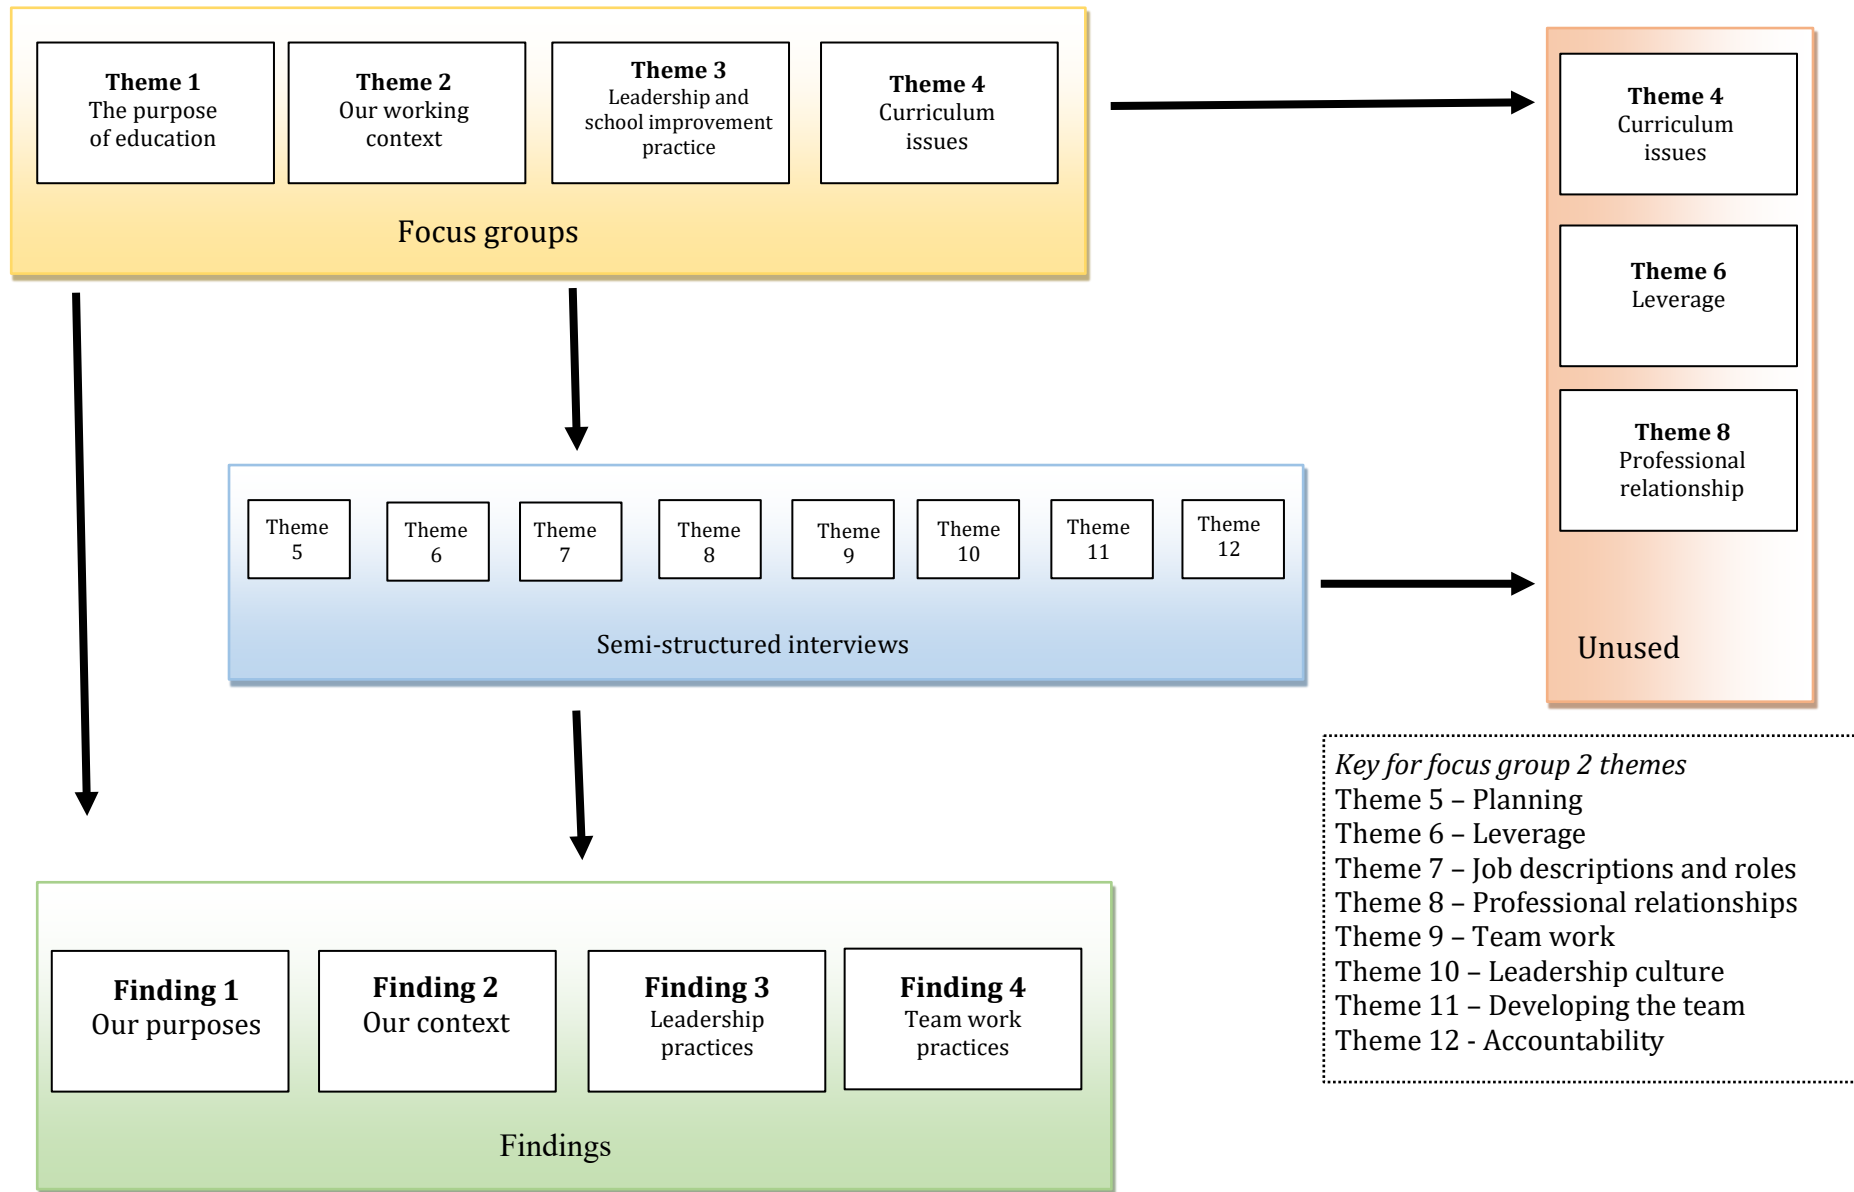 Theme 1
The purpose
of education
Theme 2
Our working
context
Theme 3
Leadership and
school improvement
practice
Theme 4
Curriculum
issues
Focus groups
Theme 4
Curriculum
issues
Theme 6
Leverage
Theme 8
Professional
relationship
Unused
Theme
5
Theme
6
Theme
7
Theme
8
Theme
9
Theme
10
Theme
11
Theme
12
Semi-structured interviews
Key for focus group 2 themes
Theme 5 – Planning
Theme 6 – Leverage
Theme 7 – Job descriptions and roles
Theme 8 – Professional relationships
Theme 9 – Team work
Theme 10 – Leadership culture
Theme 11 – Developing the team
Theme 12 - Accountability
Finding 1
Our purposes
Finding 2
Our context
Finding 3
Leadership
practices
Finding 4
Team work
practices
Findings